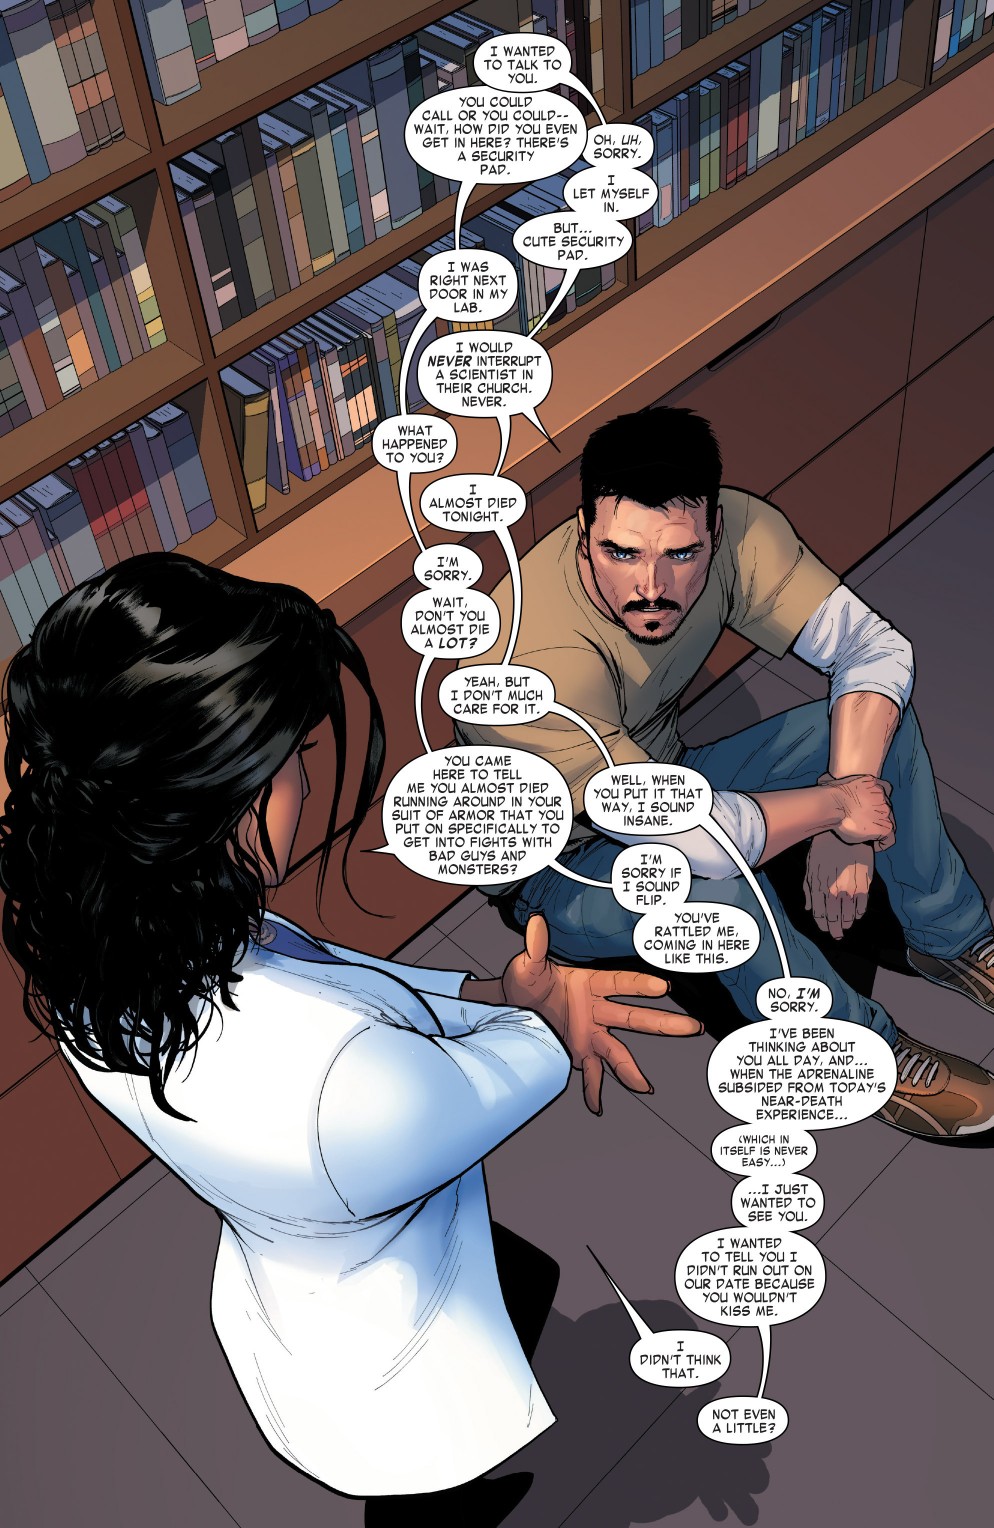 I WANTED
TO TALK TO
YOU.
YOU COULD
CALL OR YOU COULD--
WAIT, HOW DID YOU EVEN
GET IN HERE? THERE'S
A SECURITY
PAD.
OH, UH,
SORRY.
I
LET MYSELF
IN.
BUT...
CUTE SECURITY
PAD.
I WAS
RIGHT NEXT
DOOR IN MY
LAB.
I WOULD
NEVER INTERRUPT
A SCIENTIST IN
THEIR CHURCH.
NEVER.
WHAT
HAPPENED
TO YOU?
I
ALMOST DIED
TONIGHT.
I'M
SORRY.
WAIT,
DON'T YOU
ALMOST DIE
A LOT?
YEAH, BUT
I DON'T MUCH
CARE FOR IT.
YOU CAME
HERE TO TELL
ME YOU ALMOST DIED
RUNNING AROUND IN YOUR
SUIT OF ARMOR THAT YOU
PUT ON SPECIFICALLY TO
GET INTO FIGHTS WITH
BAD GUYS AND
MONSTERS?
WELL, WHEN
YOU PUT IT THAT
WAY, I SOUND
INSANE.
I'M
SORRY IF
I SOUND
FLIP.
YOU'VE
RATTLED ME,
COMING IN HERE
LIKE THIS.
NO, I'M
SORRY.
I'VE BEEN
THINKING ABOUT
YOU ALL DAY, AND...
WHEN THE ADRENALINE
SUBSIDED FROM TODAY'S
NEAR-DEATH
EXPERIENCE...
(WHICH IN
ITSELF IS NEVER
EASY...)
...I JUST
WANTED TO
SEE YOU.
I WANTED
TO TELL YOU I
DIDN'T RUN OUT ON
OUR DATE BECAUSE
YOU WOULDN'T
KISS ME.
I
DIDN'T THINK
THAT.
NOT EVEN
A LITTLE?